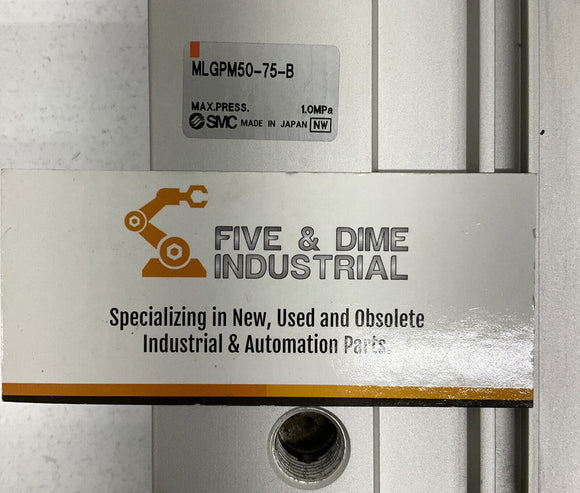 MLGPM50-75-B
MAX.PRESS. 1.0MPa
SMC MADE IN JAPAN NW
FIVE & DIME
INDUSTRIAL
Specializing in New, Used and Obsolete
Industrial & Automation Parts